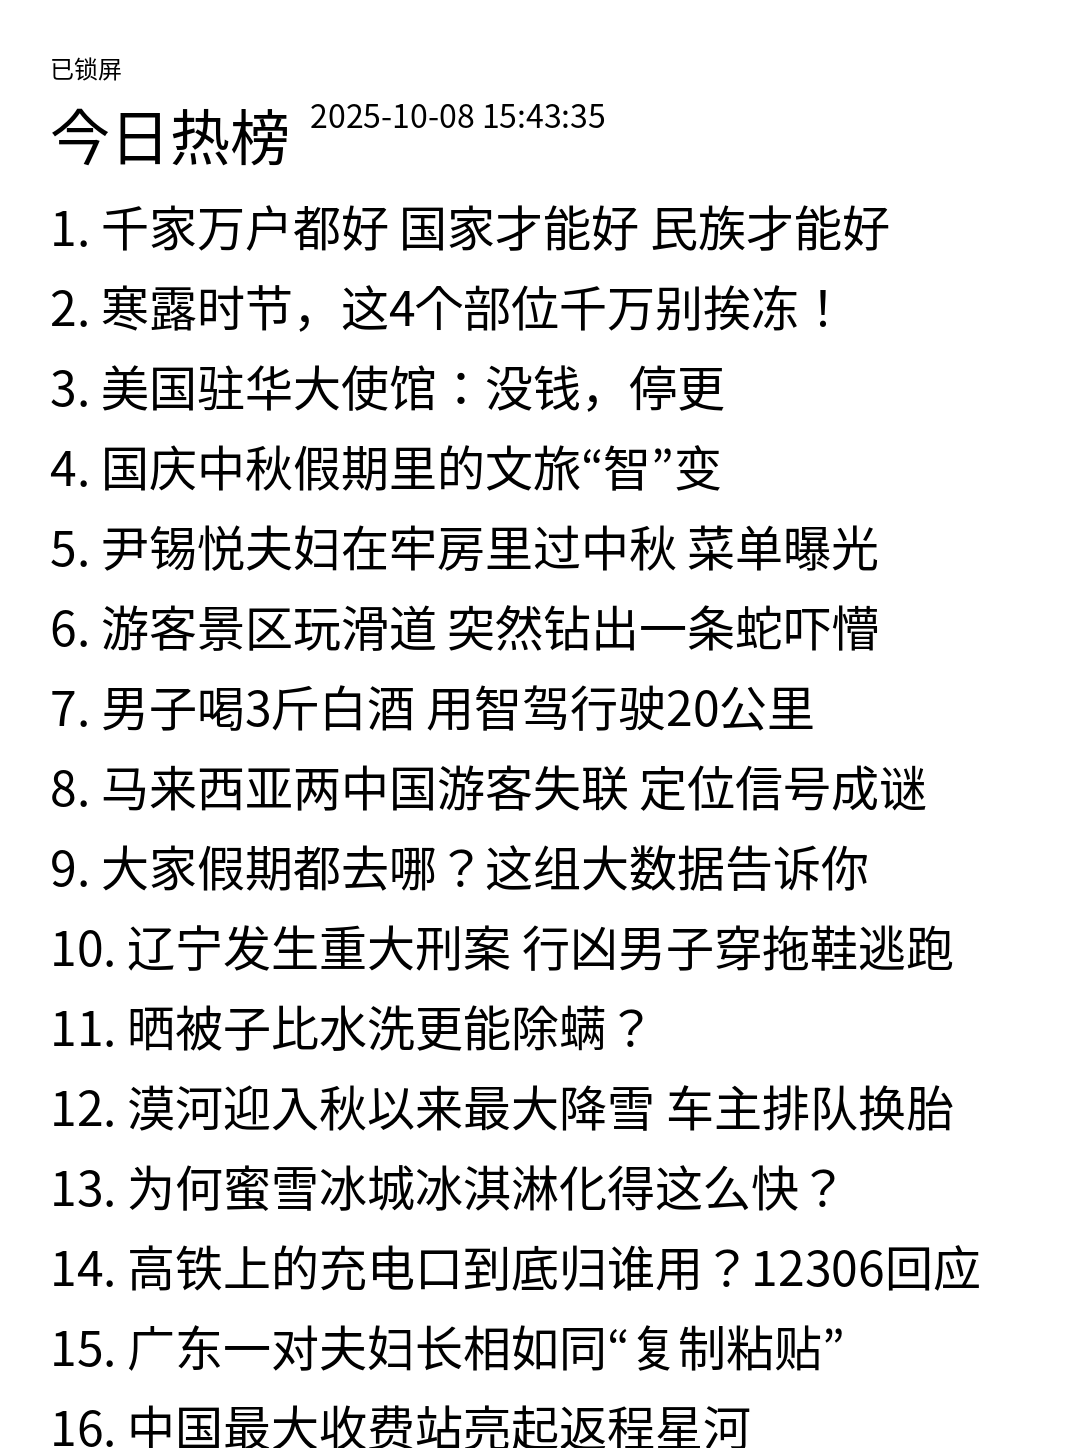 已锁屏
今日热榜 2025-10-08 15:43:35
1. 千家万户都好 国家才能好 民族才能好
2. 寒露时节，这4个部位千万别挨冻！
3. 美国驻华大使馆：没钱，停更
4. 国庆中秋假期里的文旅“智”变
5. 尹锡悦夫妇在牢房里过中秋 菜单曝光
6. 游客景区玩滑道 突然钻出一条蛇吓懵
7. 男子喝3斤白酒 用智驾行驶20公里
8. 马来西亚两中国游客失联 定位信号成谜
9. 大家假期都去哪？这组大数据告诉你
10. 辽宁发生重大刑案 行凶男子穿拖鞋逃跑
11. 晒被子比水洗更能除螨？
12. 漠河迎入秋以来最大降雪 车主排队换胎
13. 为何蜜雪冰城冰淇淋化得这么快？
14. 高铁上的充电口到底归谁用？12306回应
15. 广东一对夫妇长相如同“复制粘贴”
16. 中国最大收费站亮起返程星河